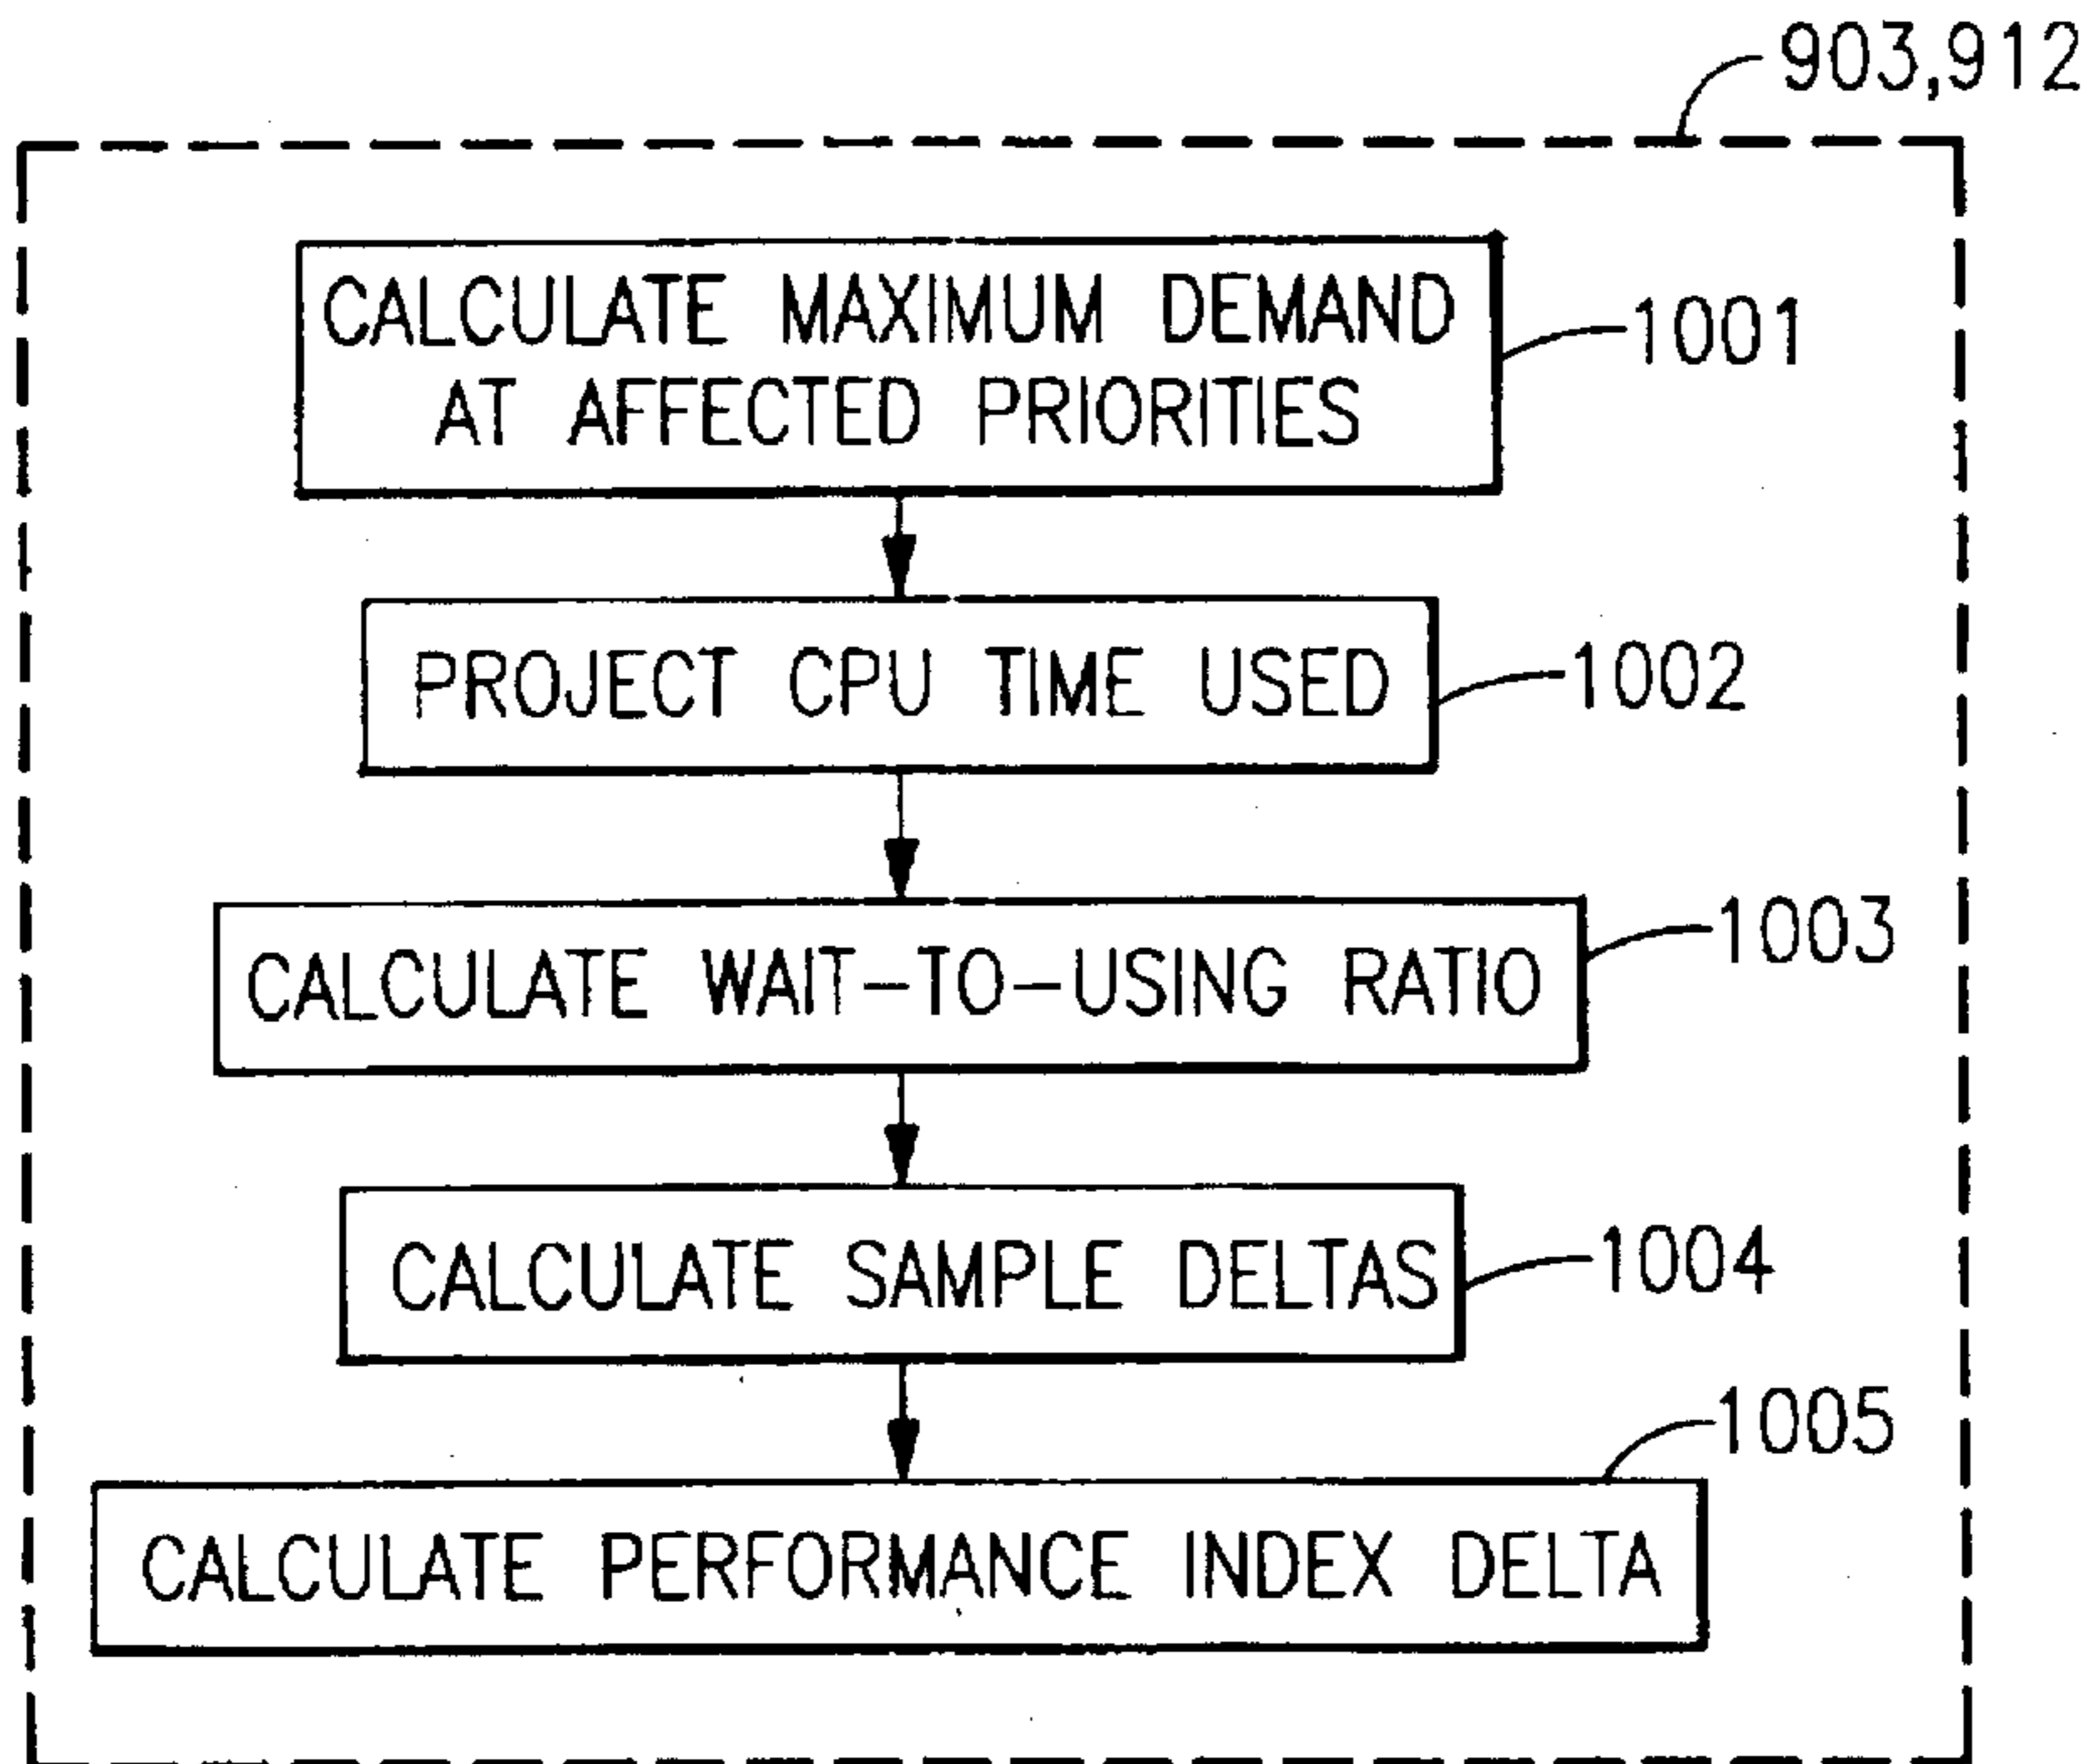 903,912
CALCULATE MAXIMUM DEMAND
AT AFFECTED PRIORITIES
1001
PROJECT CPU TIME USED
1002
CALCULATE WAIT-TO-USING RATIO
1003
CALCULATE SAMPLE DELTAS
1004
1005
CALCULATE PERFORMANCE INDEX DELTA